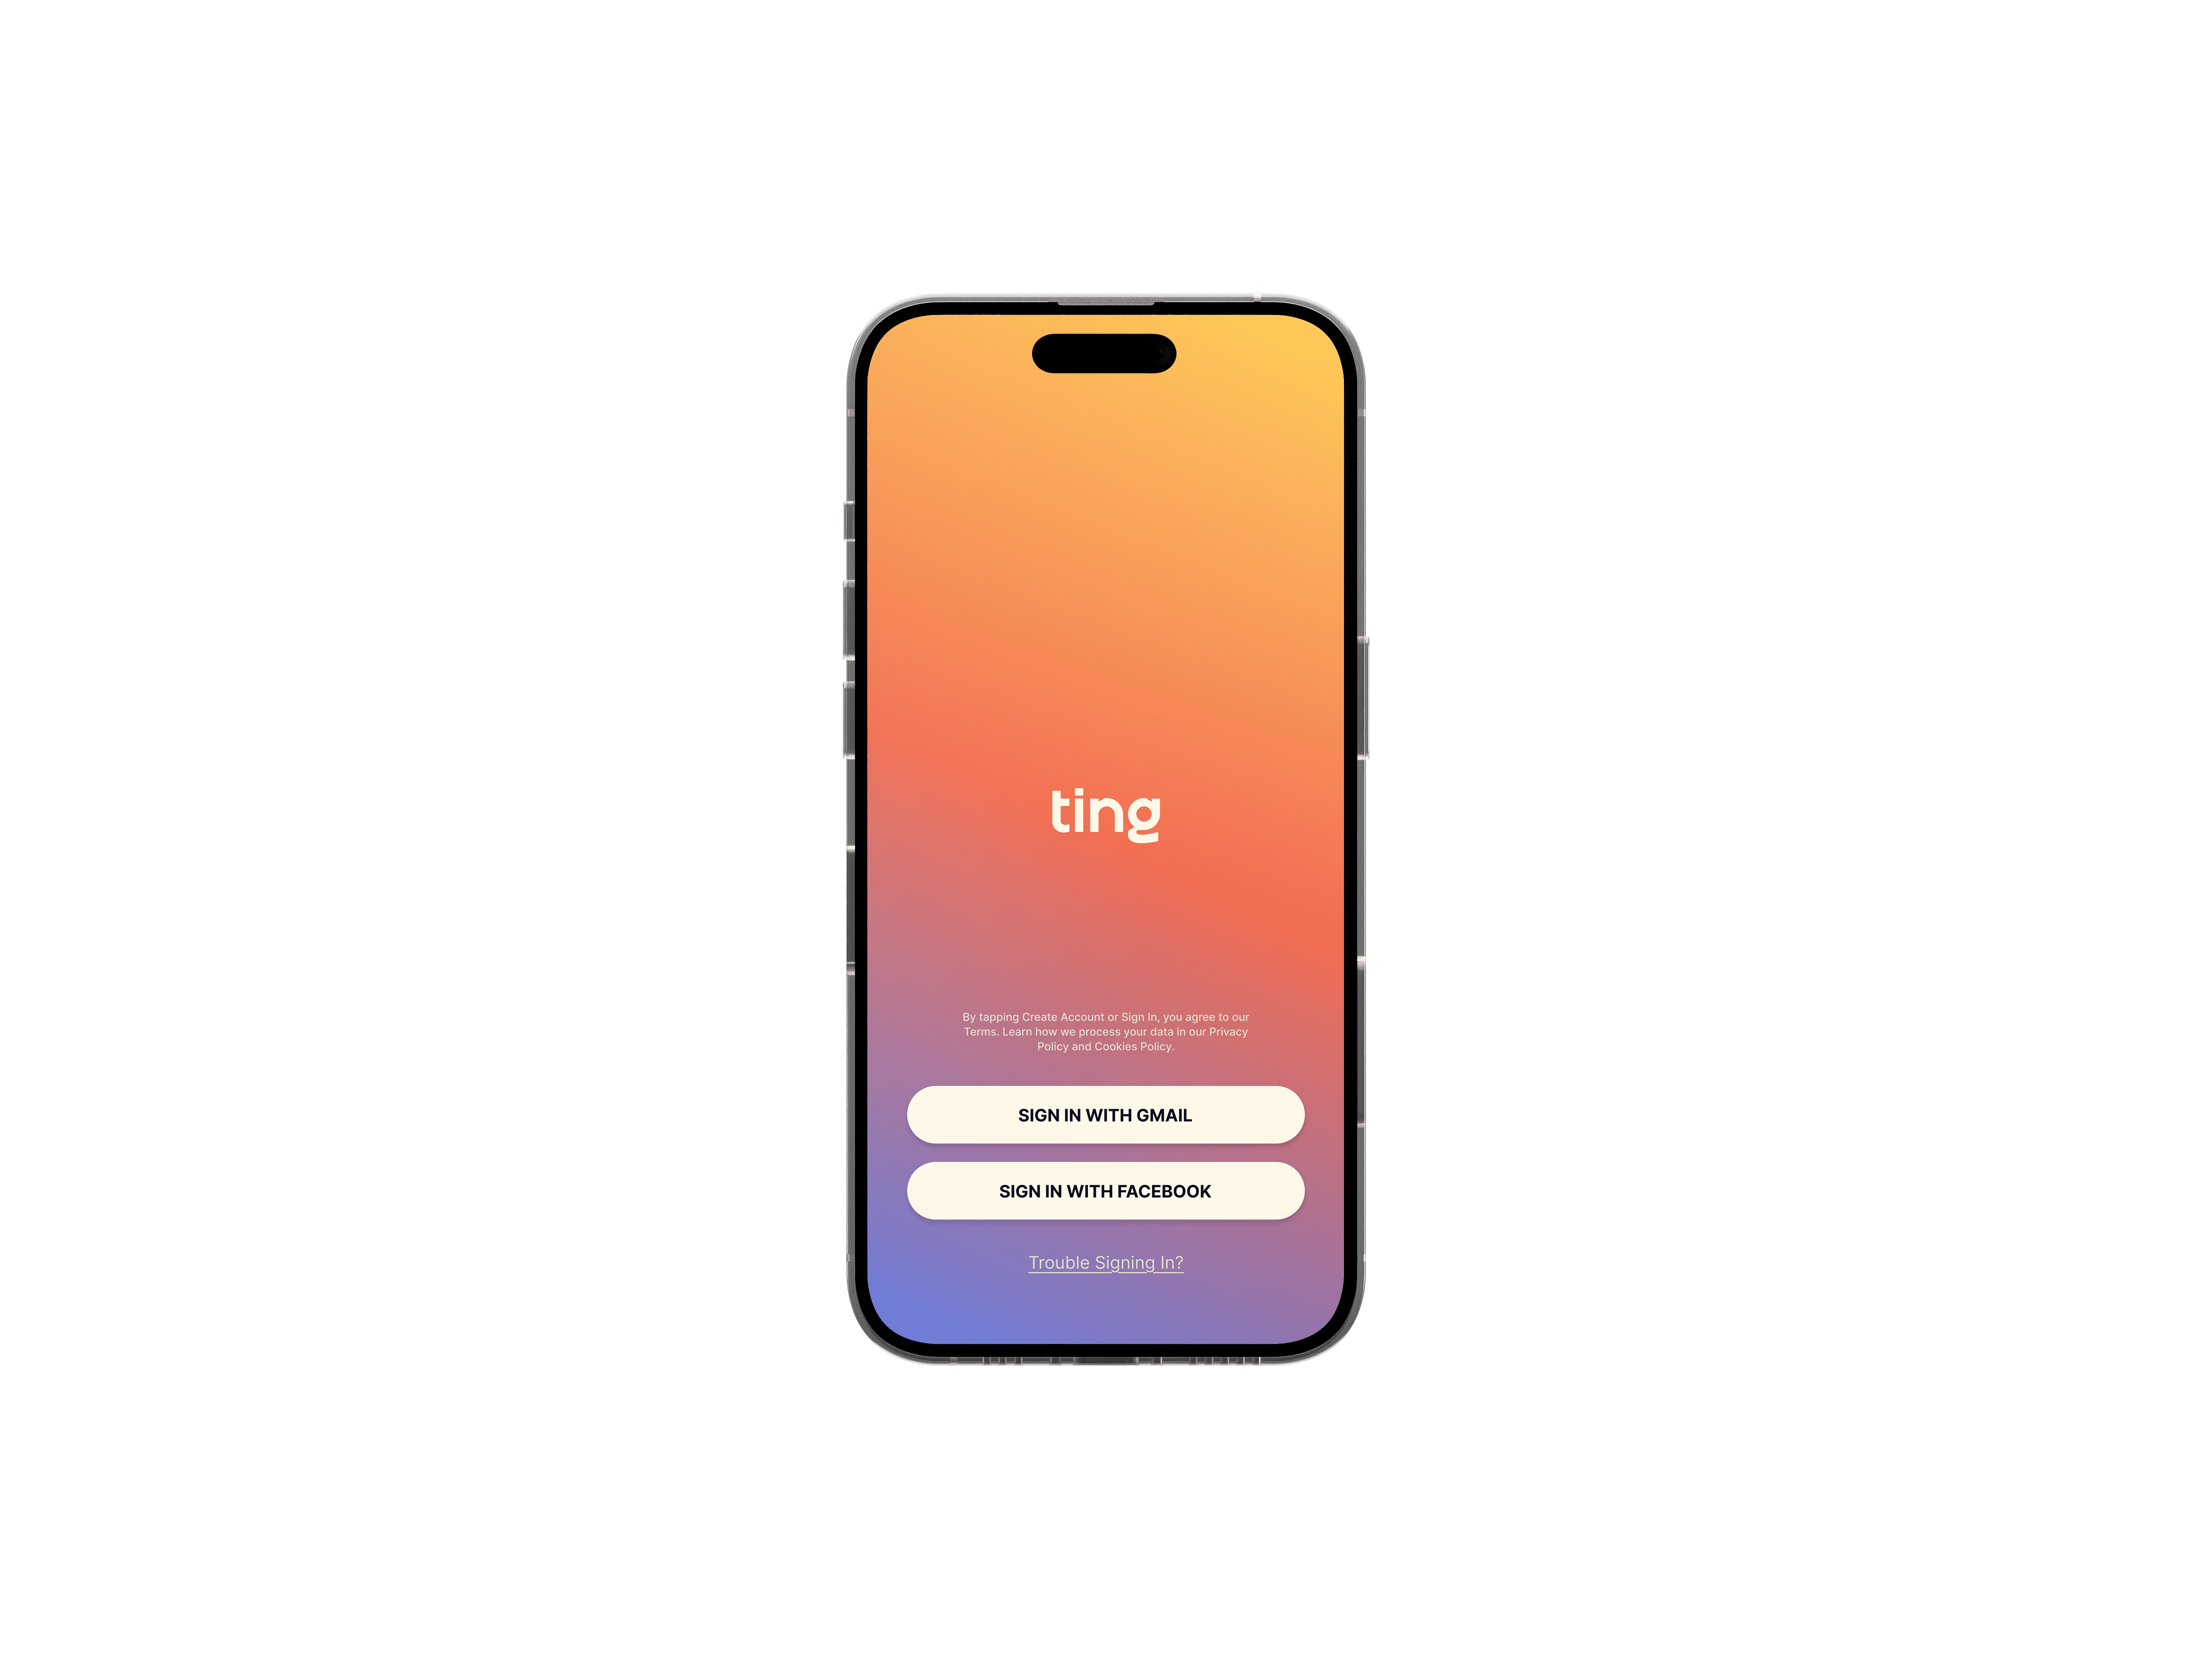 ting
By tapping Create Account or Sign In, you agree to our
Terms. Learn how we process your data in our Privacy
Policy and Cookies Policy.
SIGN IN WITH GMAIL
SIGN IN WITH FACEBOOK
Trouble Signing In?